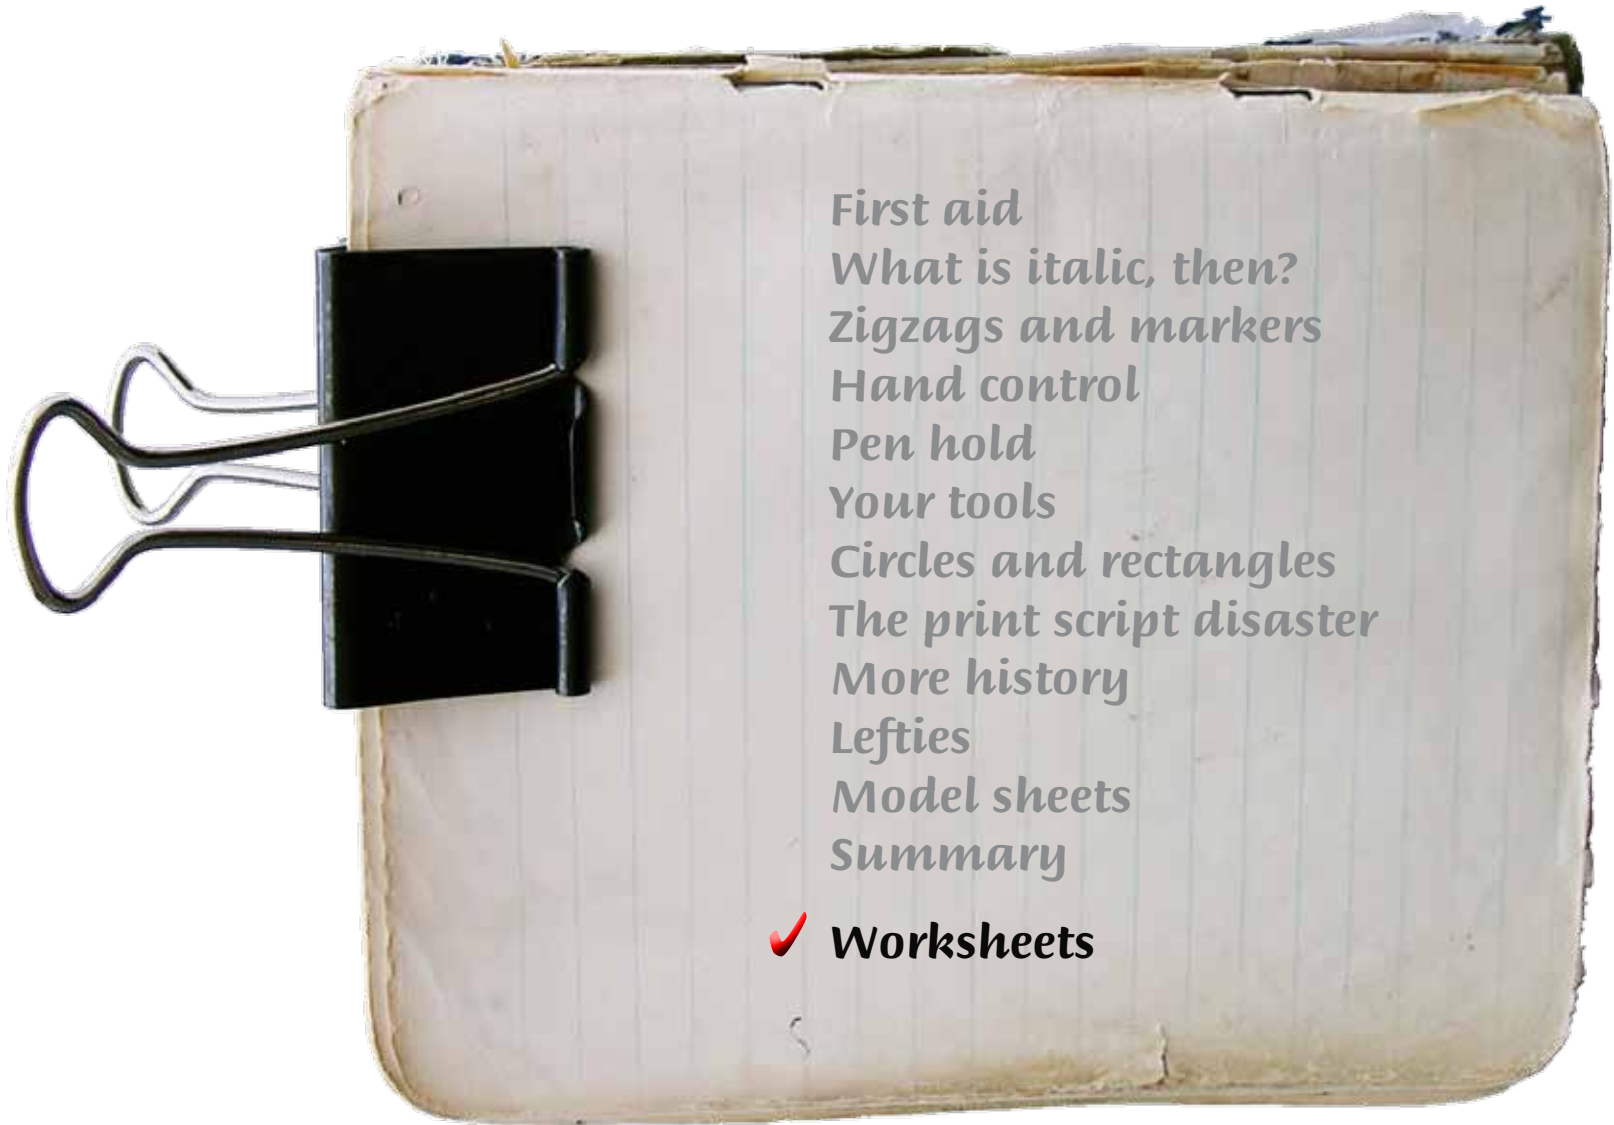 First aid
What is italic, then?
Zigzags and markers
Hand control
Pen hold
Your tools
Circles and rectangles
The print script disaster
More history
Lefties
Model sheets
Summary
Worksheets